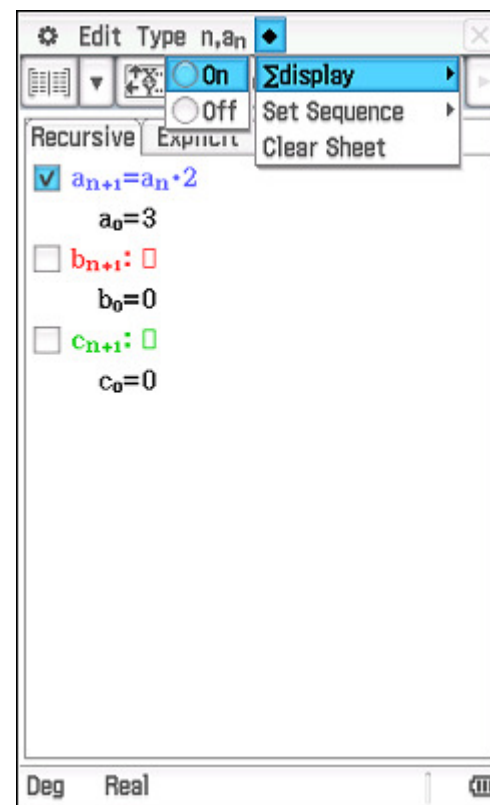 Edit Type n,aₙ ◆
On Σdisplay
Off Set Sequence
Clear Sheet
Recursive
aₙ₊₁=aₙ·2
a₀=3
bₙ₊₁:□
b₀=0
cₙ₊₁:□
c₀=0
Deg Real